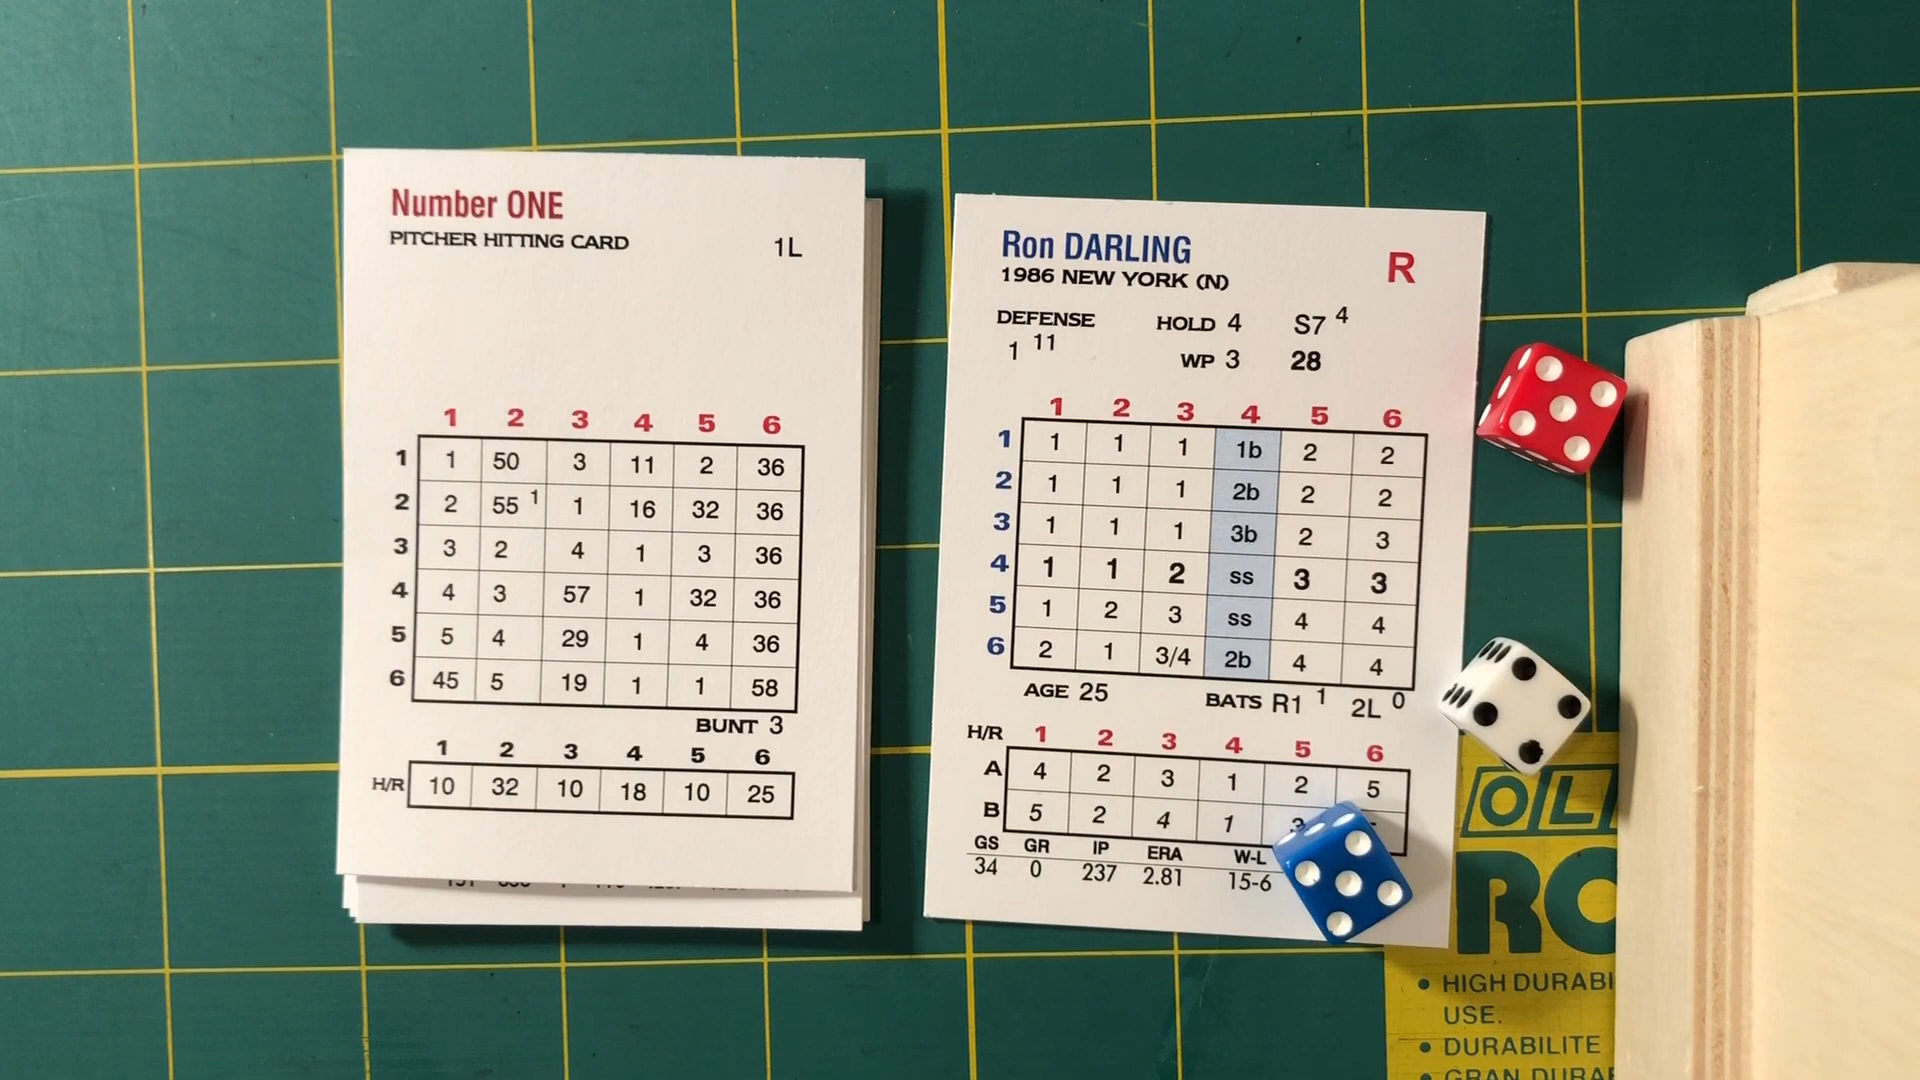 Number ONE
PITCHER HITTING CARD
1L
1 2 3 4 5 6
1 1 50 3 11 2 36
2 2 55 1 1 16 32 36
3 3 2 4 1 3 36
4 4 3 57 1 32 36
5 5 4 29 1 4 36
6 45 5 19 1 1 58
BUNT 3
1 2 3 4 5 6
H/R 10 32 10 18 10 25
Ron DARLING
1986 NEW YORK (N)
R
DEFENSE HOLD 4 S7 4
1 11 WP 3 28
1 2 3 4 5 6
1 1 1 1 1b 2 2
2 1 1 1 2b 2 2
3 1 1 1 3b 2 3
4 1 1 2 ss 3 3
5 1 2 3 ss 4 4
6 2 1 3/4 2b 4 4
AGE 25 BATS R1 1 2L 0
H/R 1 2 3 4 5 6
A 4 2 3 1 2 5
B 5 2 4 1 3
GS GR IP ERA W-L
34 0 237 2.81 15-6
• HIGH DURABI
USE.
• DURABILITE